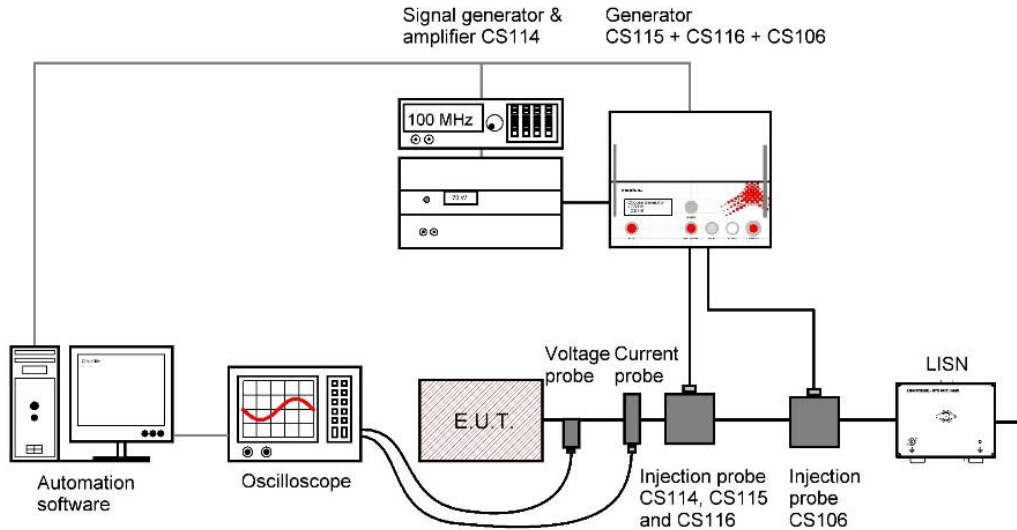 Signal generator &
amplifier CS114
Generator
CS115 + CS116 + CS106
100 MHz
Voltage
probe
Current
probe
LISN
E.U.T.
Automation
software
Oscilloscope
Injection probe
CS114, CS115
and CS116
Injection
probe
CS106